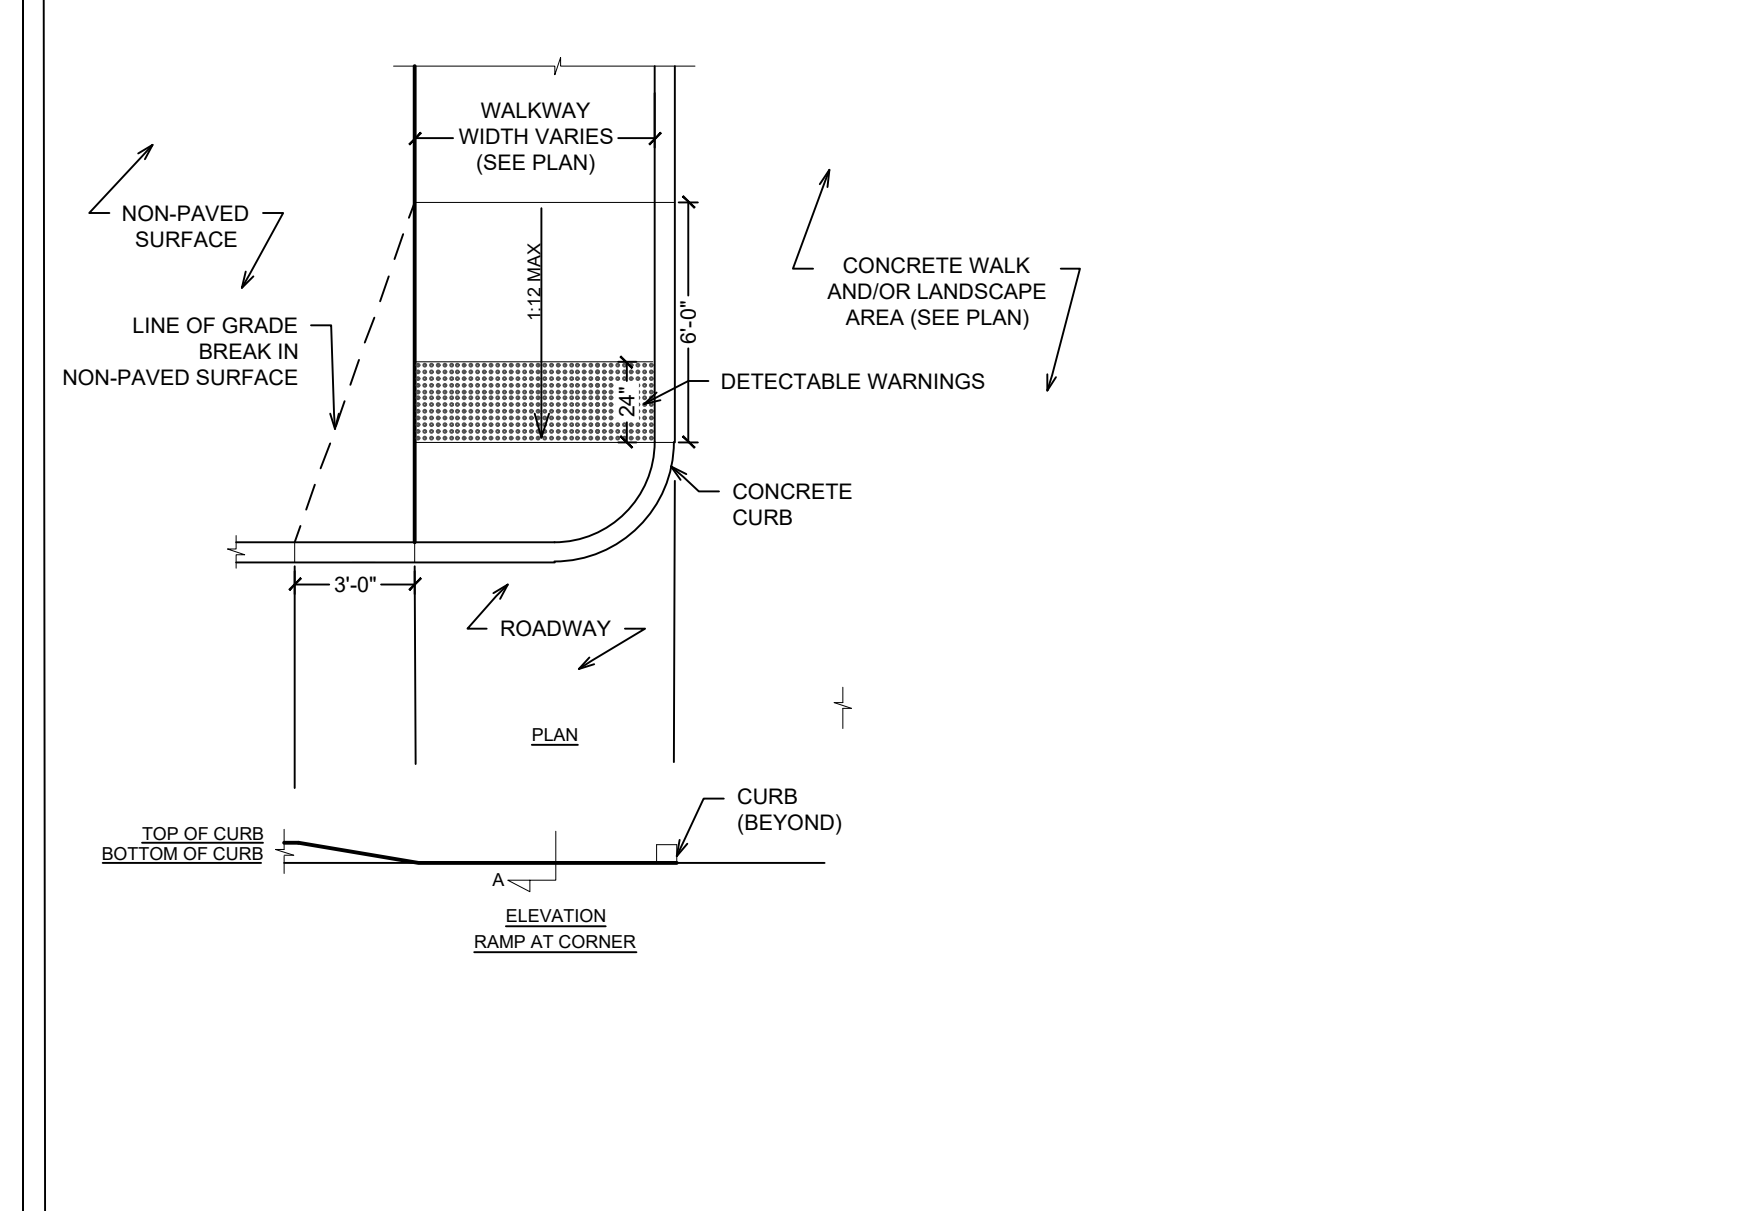 WALKWAY
WIDTH VARIES
(SEE PLAN)
NON-PAVED
SURFACE
1:12 MAX
CONCRETE WALK
AND/OR LANDSCAPE
AREA (SEE PLAN)
LINE OF GRADE
BREAK IN
NON-PAVED SURFACE
6'-0"
24"
DETECTABLE WARNINGS
CONCRETE
CURB
3'-0"
ROADWAY
PLAN
CURB
(BEYOND)
TOP OF CURB
BOTTOM OF CURB
A
ELEVATION
RAMP AT CORNER